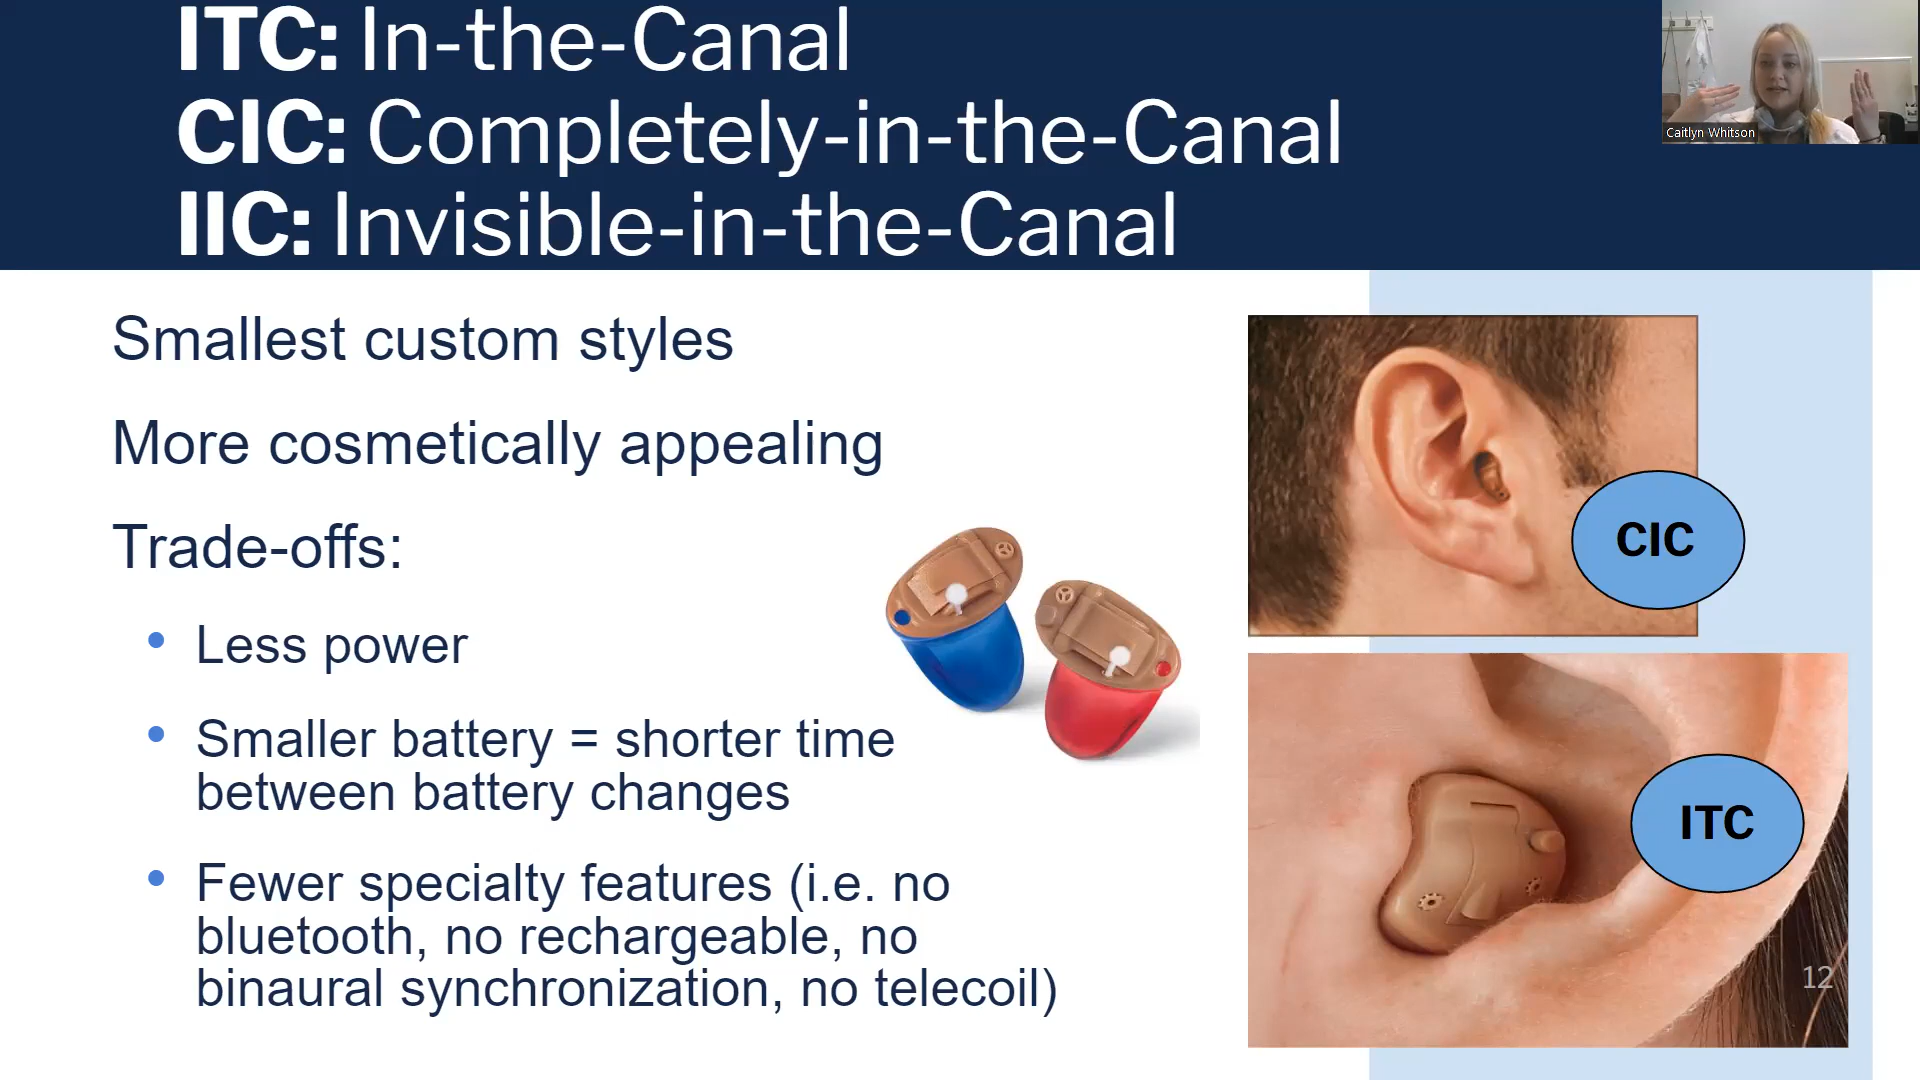 ITC: In-the-Canal
CIC: Completely-in-the-Canal
IIC: Invisible-in-the-Canal
Caitlyn Whitson
Smallest custom styles
More cosmetically appealing
Trade-offs:
• Less power
• Smaller battery = shorter time
between battery changes
• Fewer specialty features (i.e. no
bluetooth, no rechargeable, no
binaural synchronization, no telecoil)
CIC
ITC
12